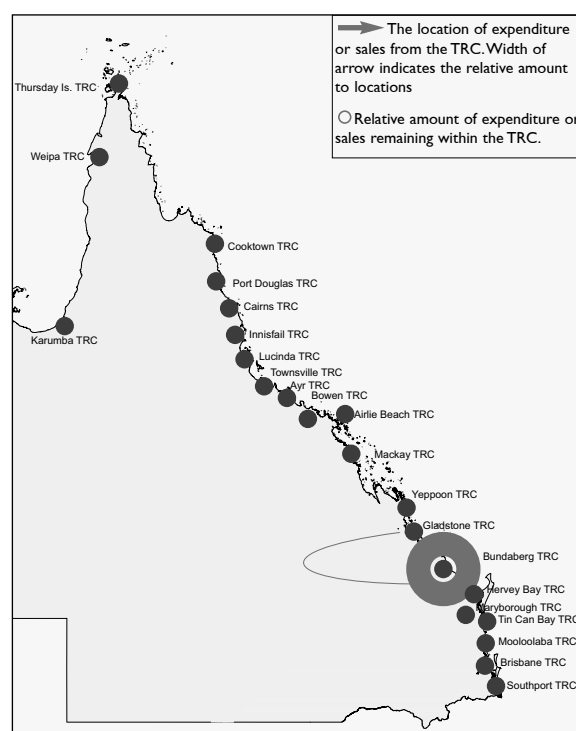 The location of expenditure
or sales from the TRC. Width of
arrow indicates the relative amount
to locations
Relative amount of expenditure or
sales remaining within the TRC.
Thursday Is. TRC
Weipa TRC
Cooktown TRC
Port Douglas TRC
Cairns TRC
Karumba TRC
Innisfail TRC
Lucinda TRC
Townsville TRC
Ayr TRC
Bowen TRC
Airlie Beach TRC
Mackay TRC
Yeppoon TRC
Gladstone TRC
Bundaberg TRC
Hervey Bay TRC
Maryborough TRC
Tin Can Bay TRC
Mooloolaba TRC
Brisbane TRC
Southport TRC